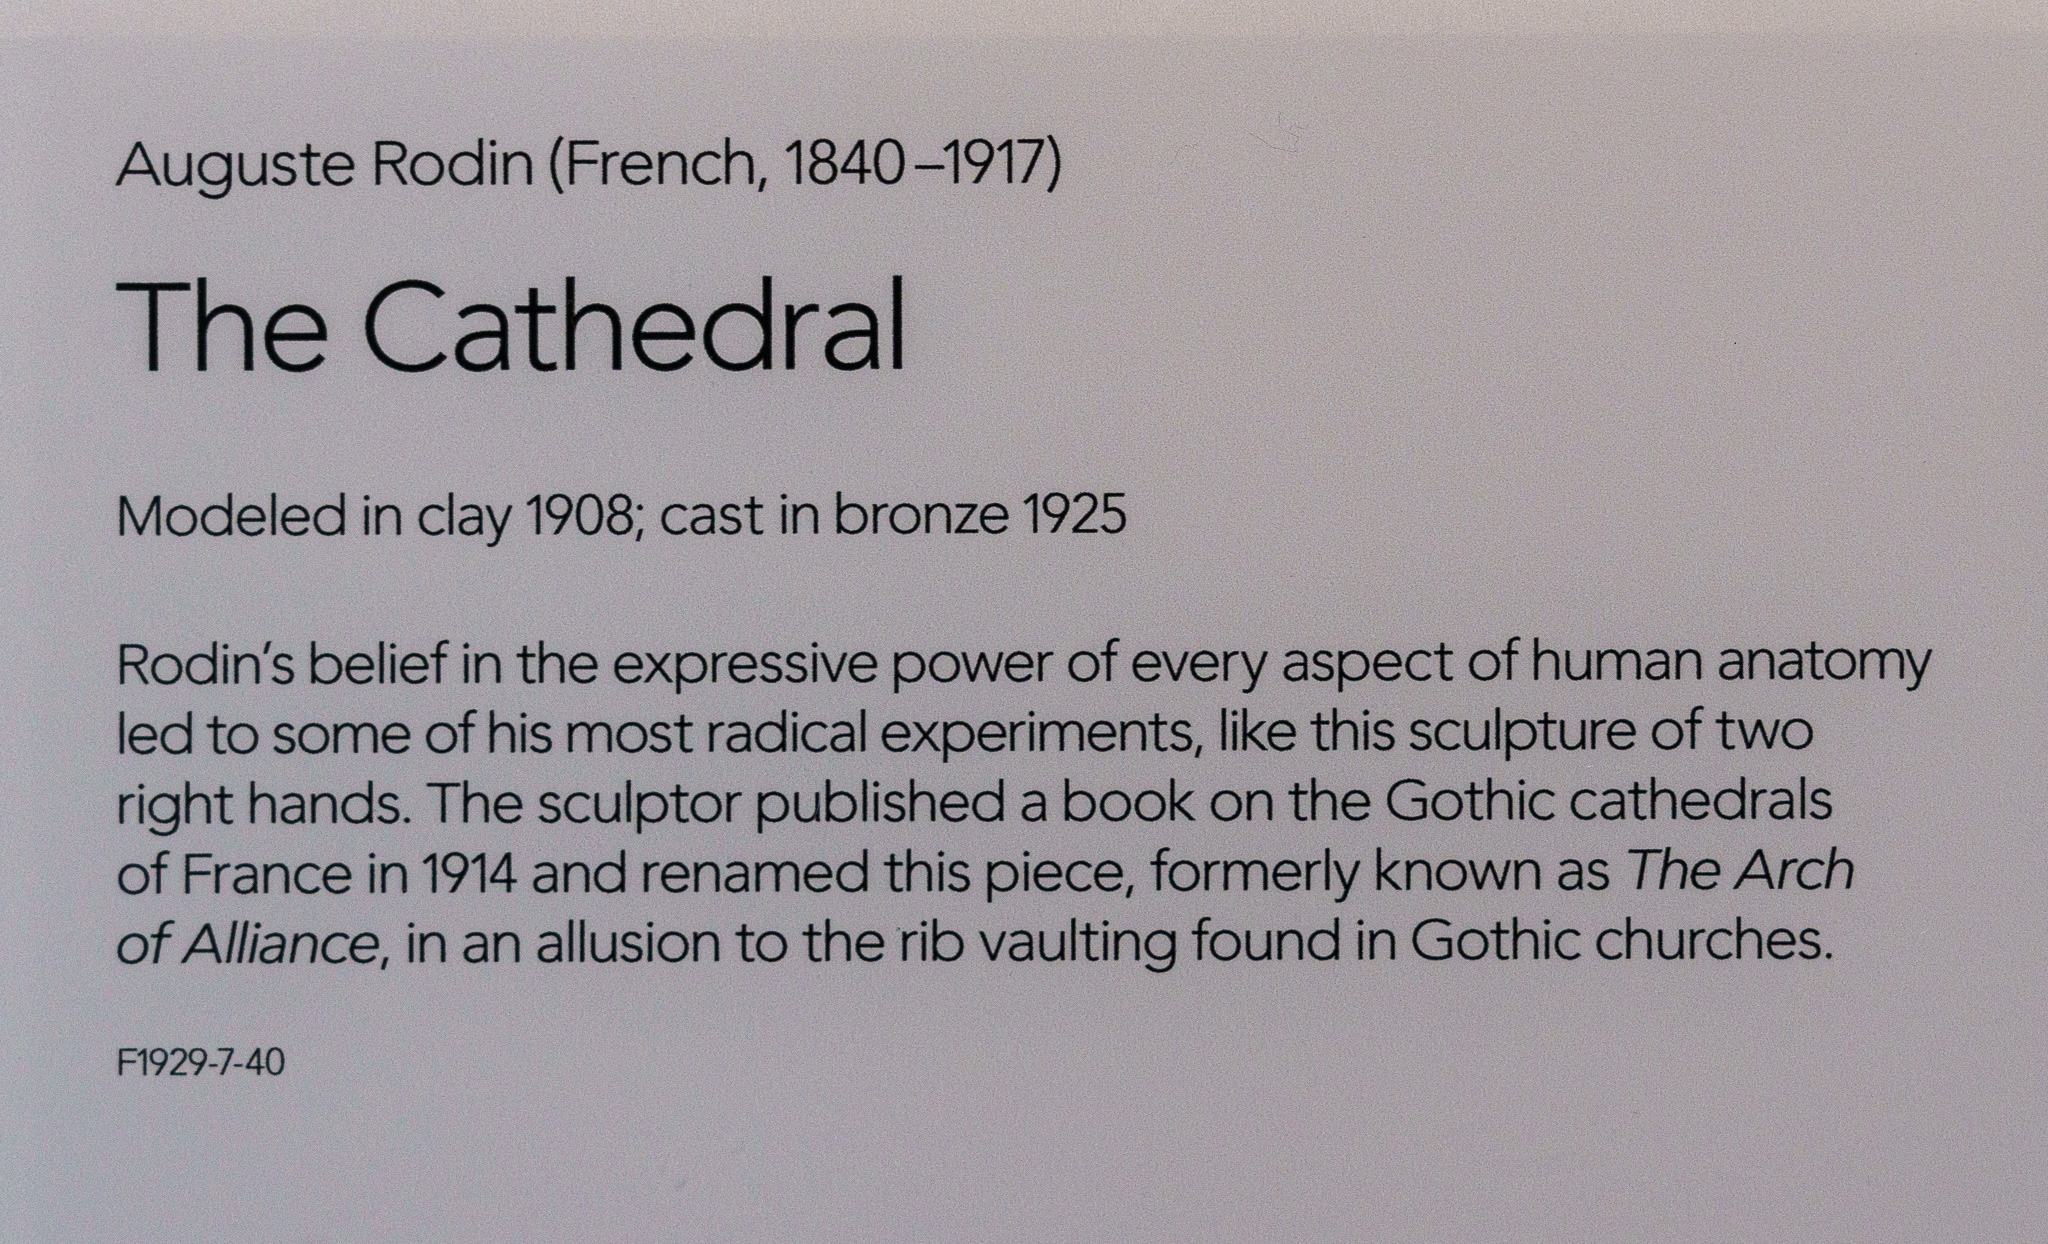 Auguste Rodin (French, 1840–1917)
The Cathedral
Modeled in clay 1908; cast in bronze 1925
Rodin’s belief in the expressive power of every aspect of human anatomy
led to some of his most radical experiments, like this sculpture of two
right hands. The sculptor published a book on the Gothic cathedrals
of France in 1914 and renamed this piece, formerly known as The Arch
of Alliance, in an allusion to the rib vaulting found in Gothic churches.
F1929-7-40